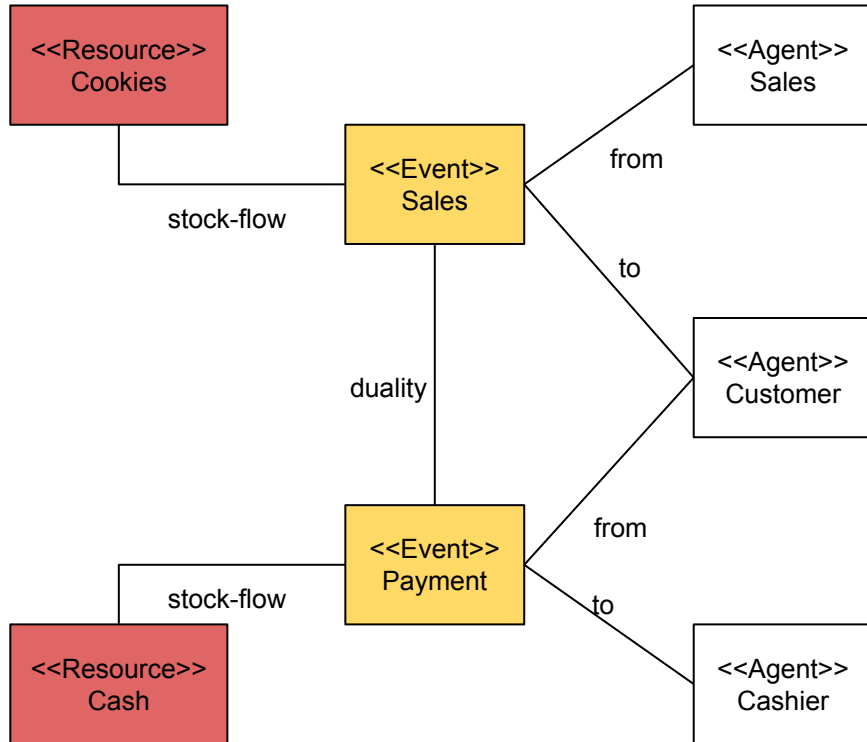 <<Resource>>
Cookies
<<Agent>>
Sales
<<Event>>
Sales
from
stock-flow
to
<<Agent>>
Customer
duality
from
<<Event>>
Payment
stock-flow
to
<<Resource>>
Cash
<<Agent>>
Cashier